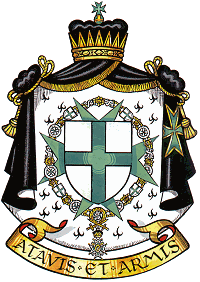 ATAVIS · ET · ARMIS